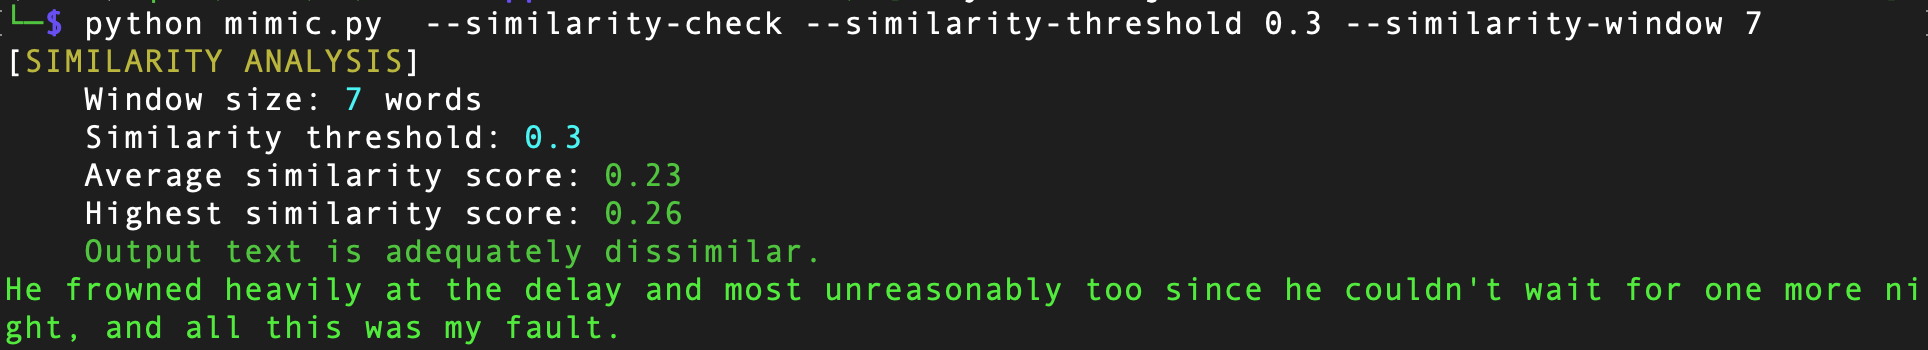 └─$ python mimic.py  --similarity-check --similarity-threshold 0.3 --similarity-window 7
[SIMILARITY ANALYSIS]
    Window size: 7 words
    Similarity threshold: 0.3
    Average similarity score: 0.23
    Highest similarity score: 0.26
    Output text is adequately dissimilar.
He frowned heavily at the delay and most unreasonably too since he couldn't wait for one more ni
ght, and all this was my fault.